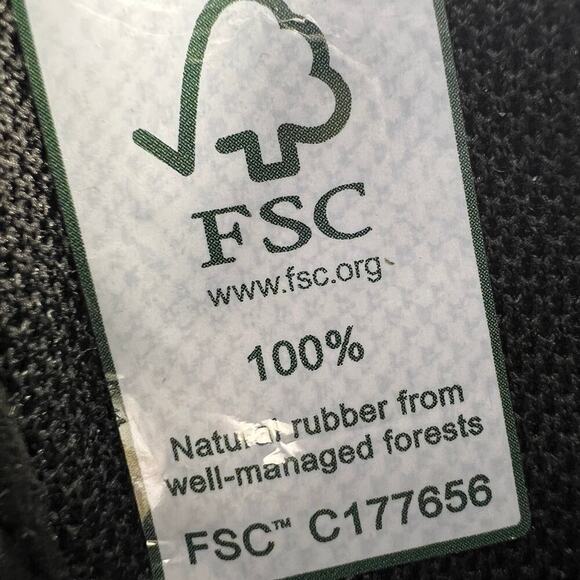 FSC
www.fsc.org
100%
Natural rubber from
well-managed forests
FSC™ C177656